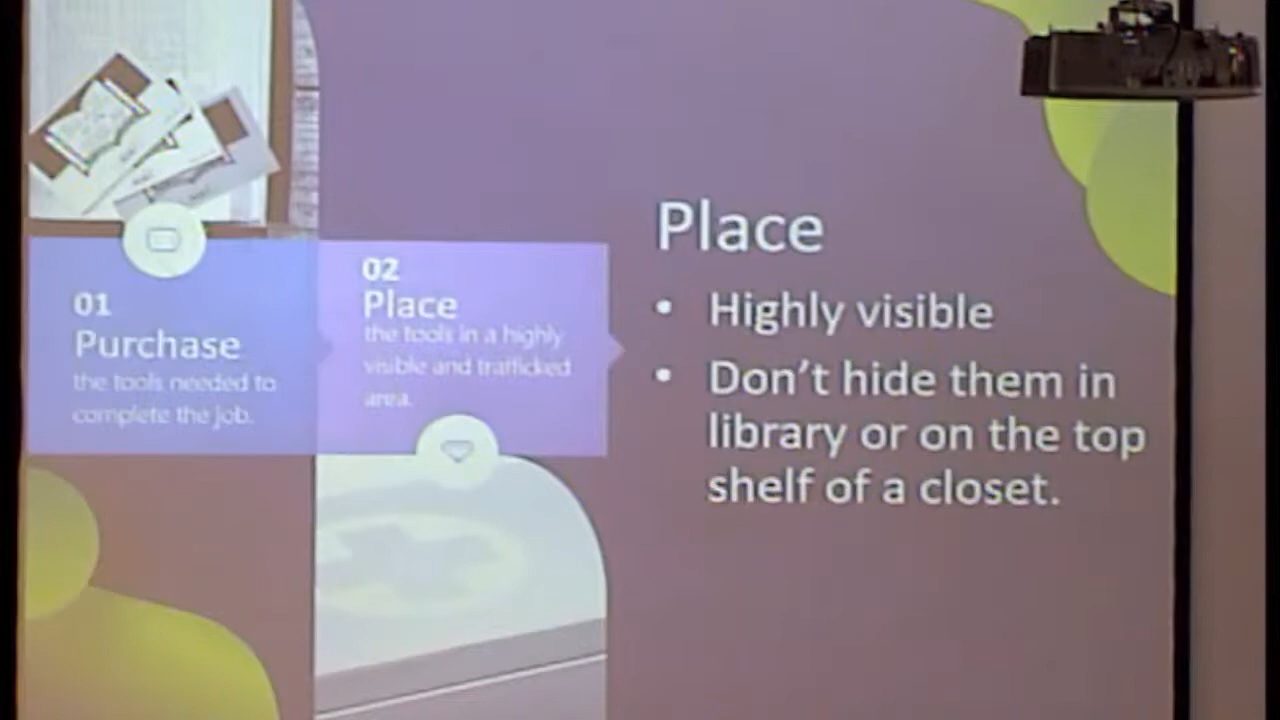 01
Purchase
the tools needed to
complete the job.
02
Place
the tools in a highly
visible and trafficked
area.
Place
• Highly visible
• Don't hide them in
library or on the top
shelf of a closet.